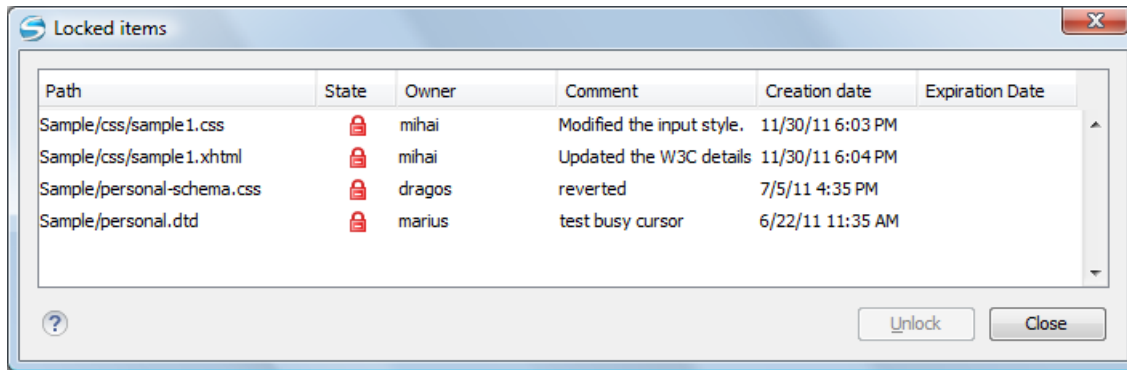 Locked items
Path State Owner Comment Creation date Expiration Date
Sample/css/sample1.css mihai Modified the input style. 11/30/11 6:03 PM
Sample/css/sample1.xhtml mihai Updated the W3C details 11/30/11 6:04 PM
Sample/personal-schema.css dragos reverted 7/5/11 4:35 PM
Sample/personal.dtd marius test busy cursor 6/22/11 11:35 AM
? Unlock Close